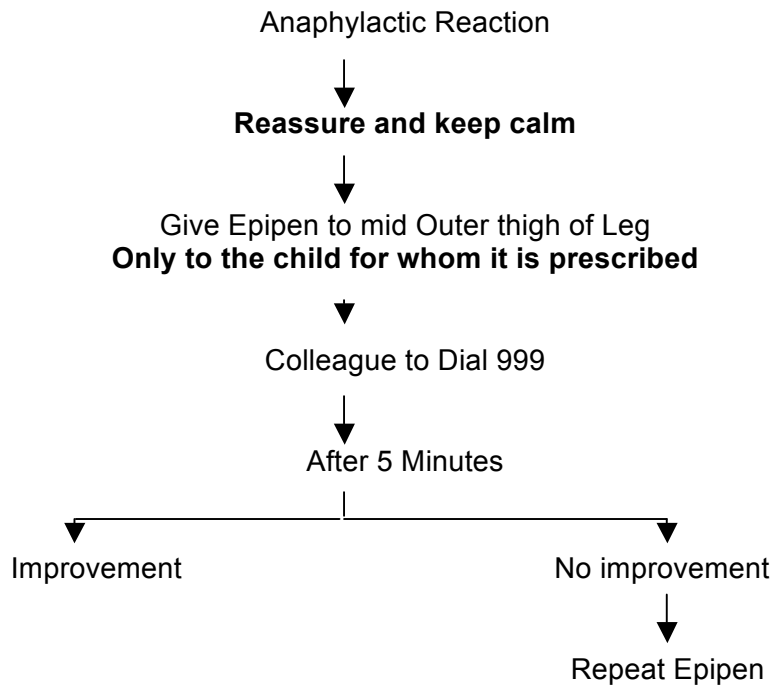 Anaphylactic Reaction
Reassure and keep calm
Give Epipen to mid Outer thigh of Leg
Only to the child for whom it is prescribed
Colleague to Dial 999
After 5 Minutes
Improvement
No improvement
Repeat Epipen